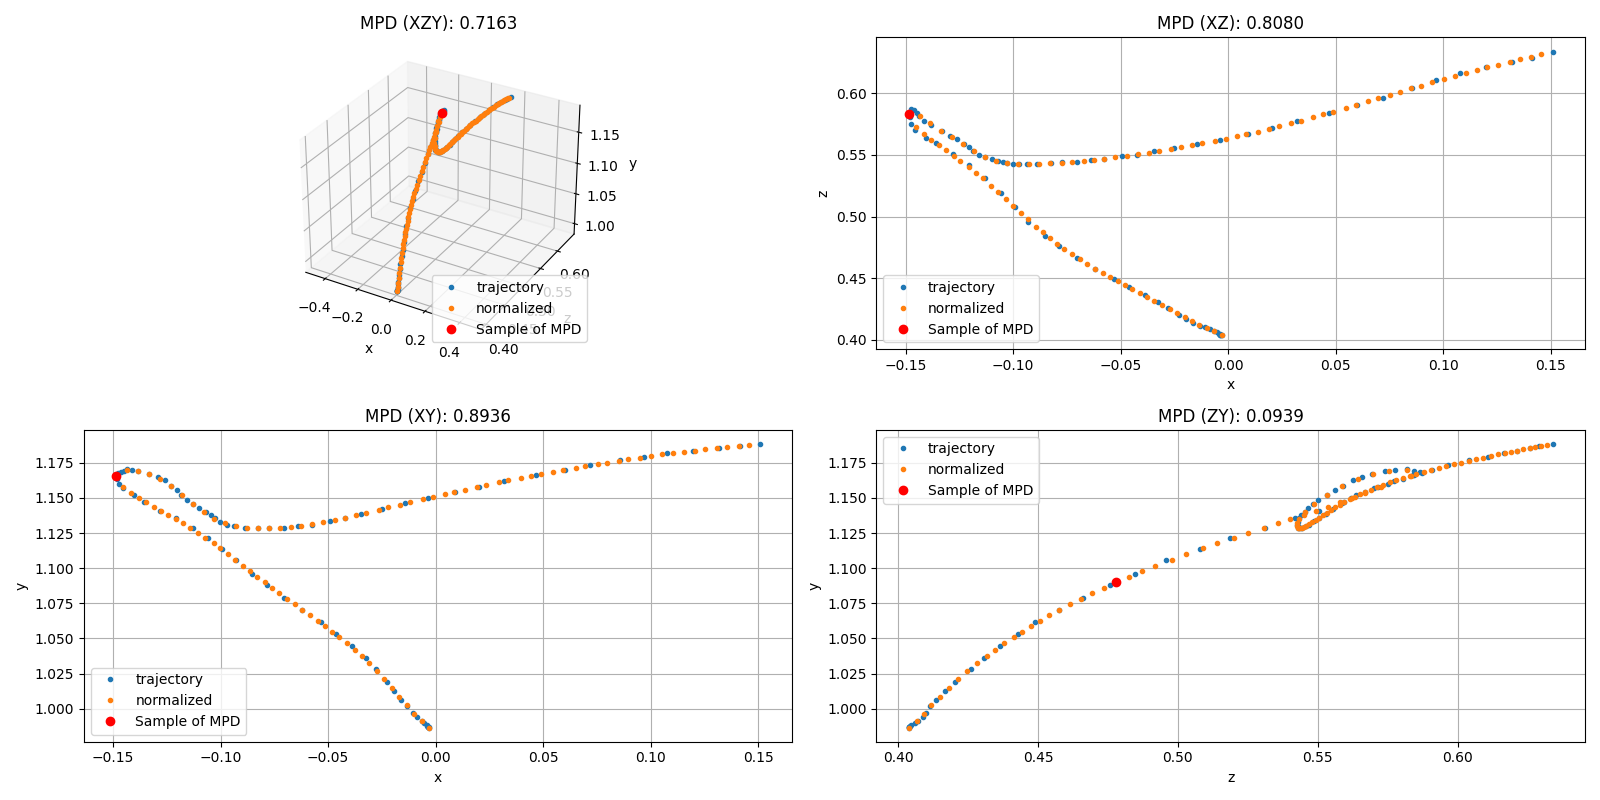 MPD (XZY): 0.7163
1.15
1.10
1.05
1.00
y
−0.4
−0.2
0.0
0.2
0.4
x
0.40
0.55
0.60
z
trajectory
normalized
Sample of MPD
MPD (XZ): 0.8080
0.60
0.55
0.50
0.45
0.40
z
trajectory
normalized
Sample of MPD
−0.15
−0.10
−0.05
0.00
0.05
0.10
0.15
x
MPD (XY): 0.8936
1.175
1.150
1.125
1.100
1.075
1.050
1.025
1.000
y
trajectory
normalized
Sample of MPD
−0.15
−0.10
−0.05
0.00
0.05
0.10
0.15
x
MPD (ZY): 0.0939
trajectory
normalized
Sample of MPD
1.175
1.150
1.125
1.100
1.075
1.050
1.025
1.000
y
0.40
0.45
0.50
0.55
0.60
z